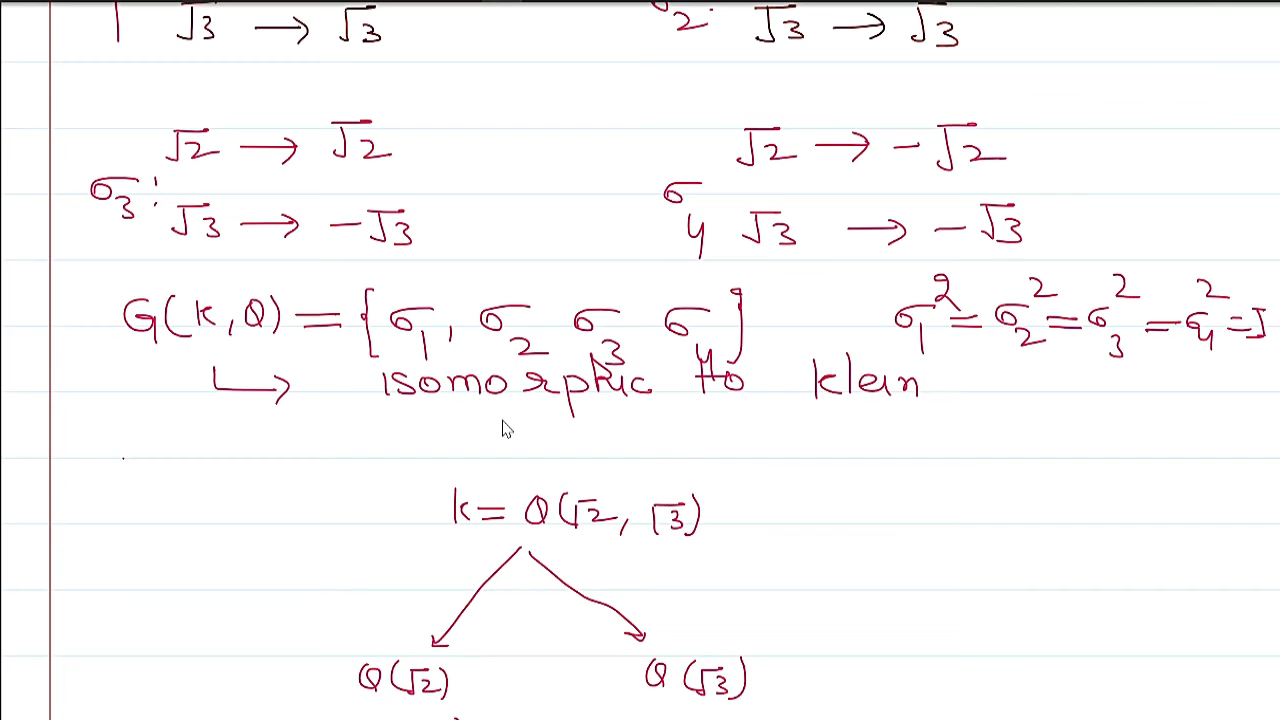 √3 → √3 σ2: √3 → √3
√2 → √2 √2 → -√2
σ3: √3 → -√3 σ4 √3 → -√3
G(k,Q) = {σ1, σ2 σ3 σ4} σ1² = σ2² = σ3² = σ4² = I
↳ isomorphic to klein
k = Q(√2, √3)
Q(√2) Q(√3)